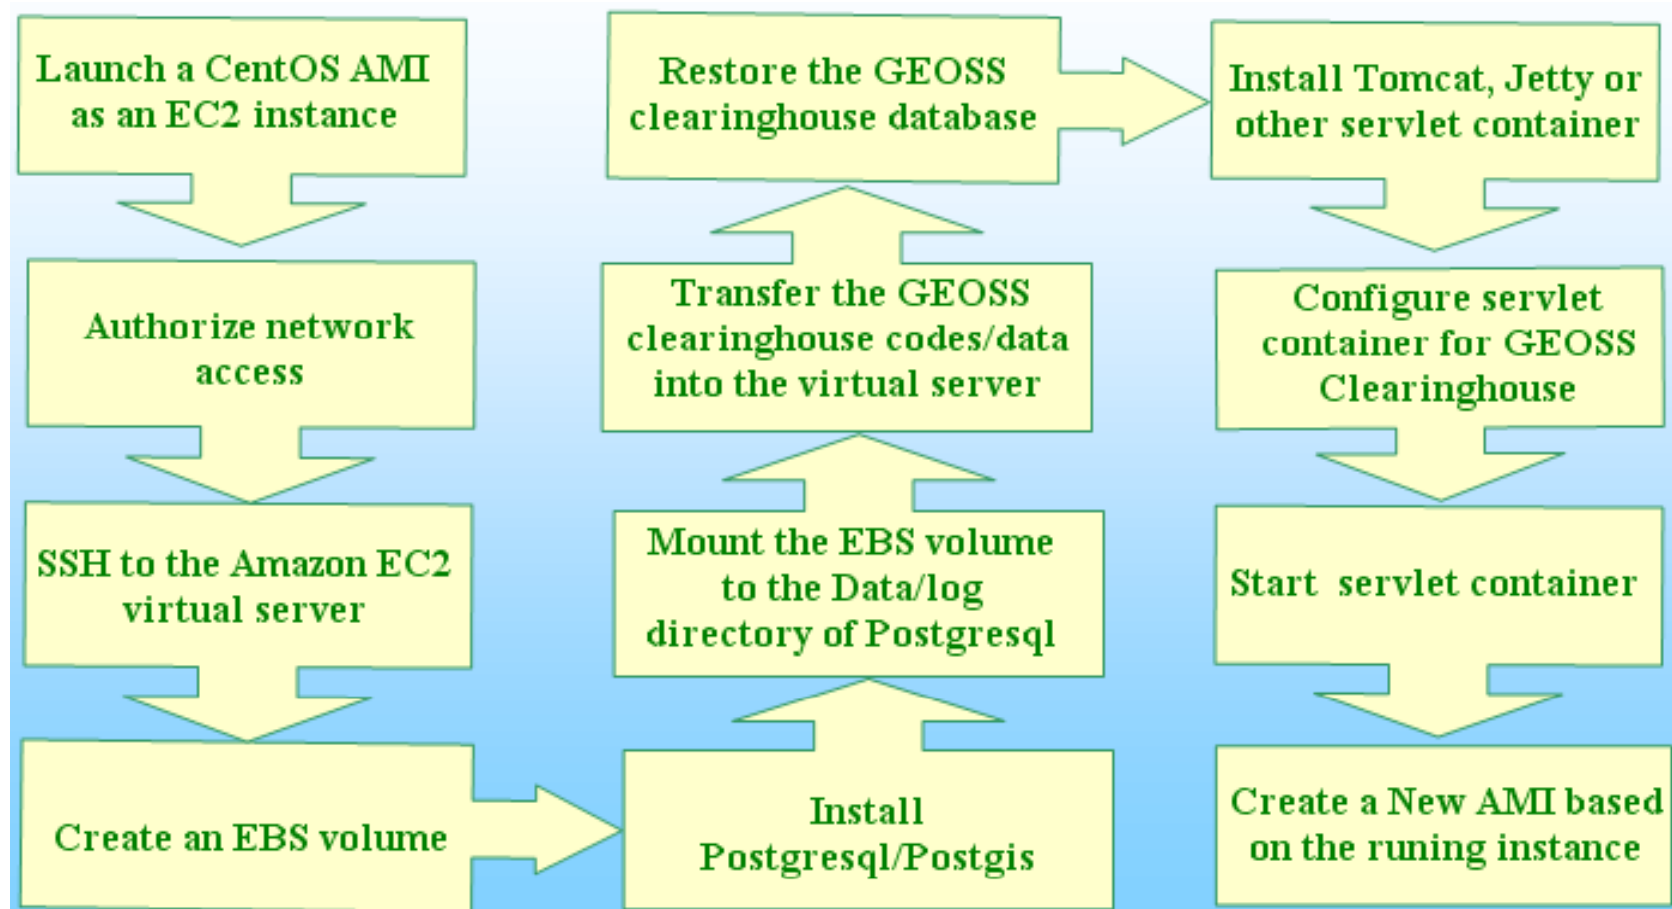 Launch a CentOS AMI
as an EC2 instance
Authorize network
access
SSH to the Amazon EC2
virtual server
Create an EBS volume
Install
Postgresql/Postgis
Mount the EBS volume
to the Data/log
directory of Postgresql
Transfer the GEOSS
clearinghouse codes/data
into the virtual server
Restore the GEOSS
clearinghouse database
Install Tomcat, Jetty or
other servlet container
Configure servlet
container for GEOSS
Clearinghouse
Start servlet container
Create a New AMI based
on the runing instance